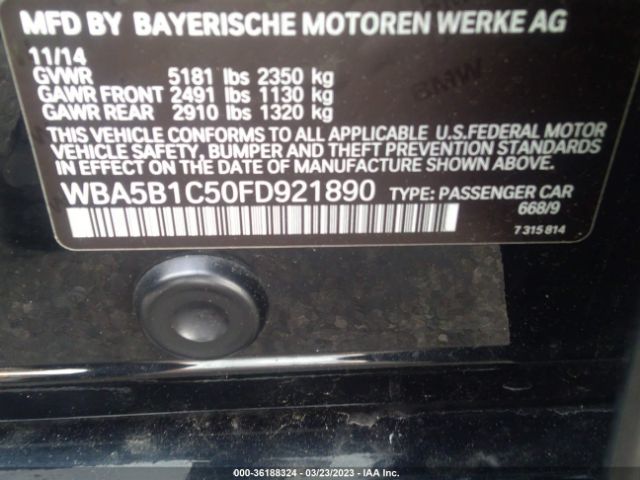 MFD BY BAYERISCHE MOTOREN WERKE AG
11/14
GVWR 5181 lbs 2350 kg
GAWR FRONT 2491 lbs 1130 kg
GAWR REAR 2910 lbs 1320 kg
THIS VEHICLE CONFORMS TO ALL APPLICABLE U.S.FEDERAL MOTOR
VEHICLE SAFETY, BUMPER AND THEFT PREVENTION STANDARDS
IN EFFECT ON THE DATE OF MANUFACTURE SHOWN ABOVE.
WBA5B1C50FD921890 TYPE: PASSENGER CAR
668/9
7 315 814
000-36188324 / 03/23/2023 / IAA Inc.